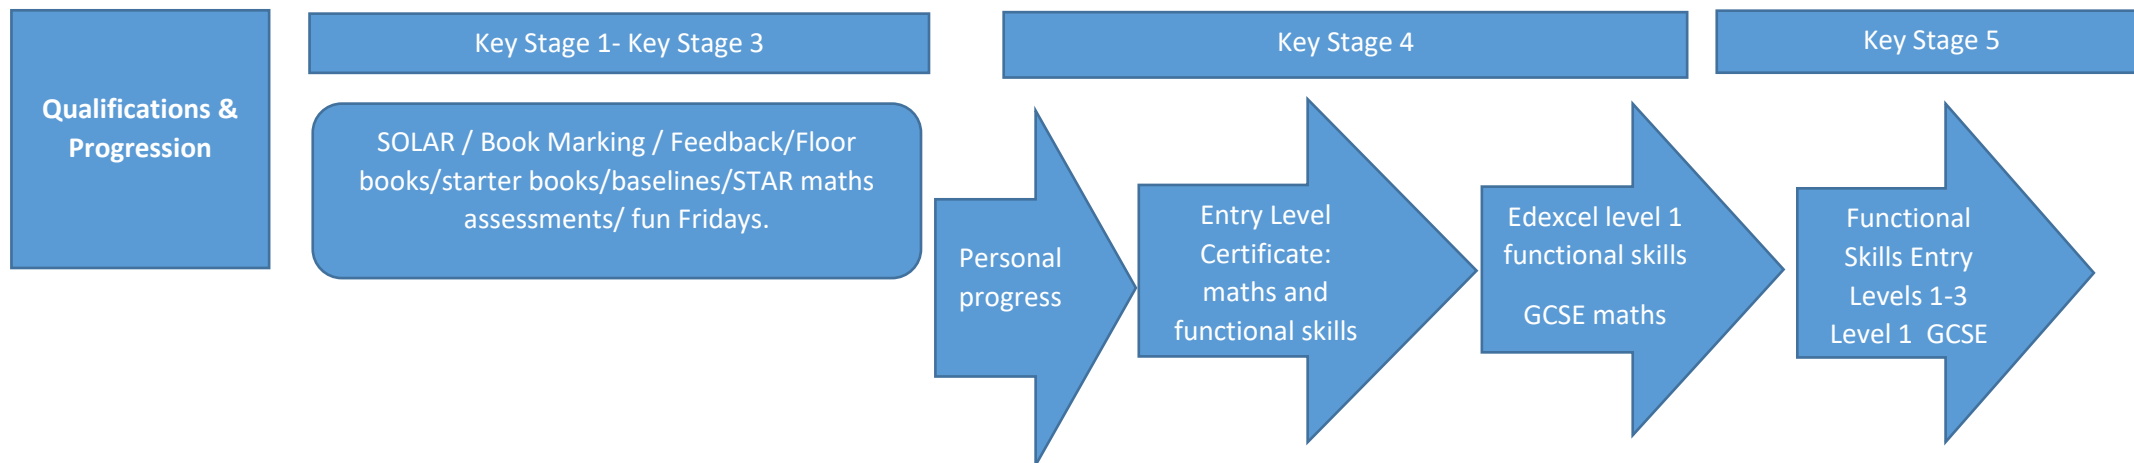 Qualifications &
Progression
Key Stage 1- Key Stage 3
SOLAR / Book Marking / Feedback/Floor
books/starter books/baselines/STAR maths
assessments/ fun Fridays.
Key Stage 4
Personal
progress
Entry Level
Certificate:
maths and
functional skills
Edexcel level 1
functional skills
GCSE maths
Key Stage 5
Functional
Skills Entry
Levels 1-3
Level 1  GCSE